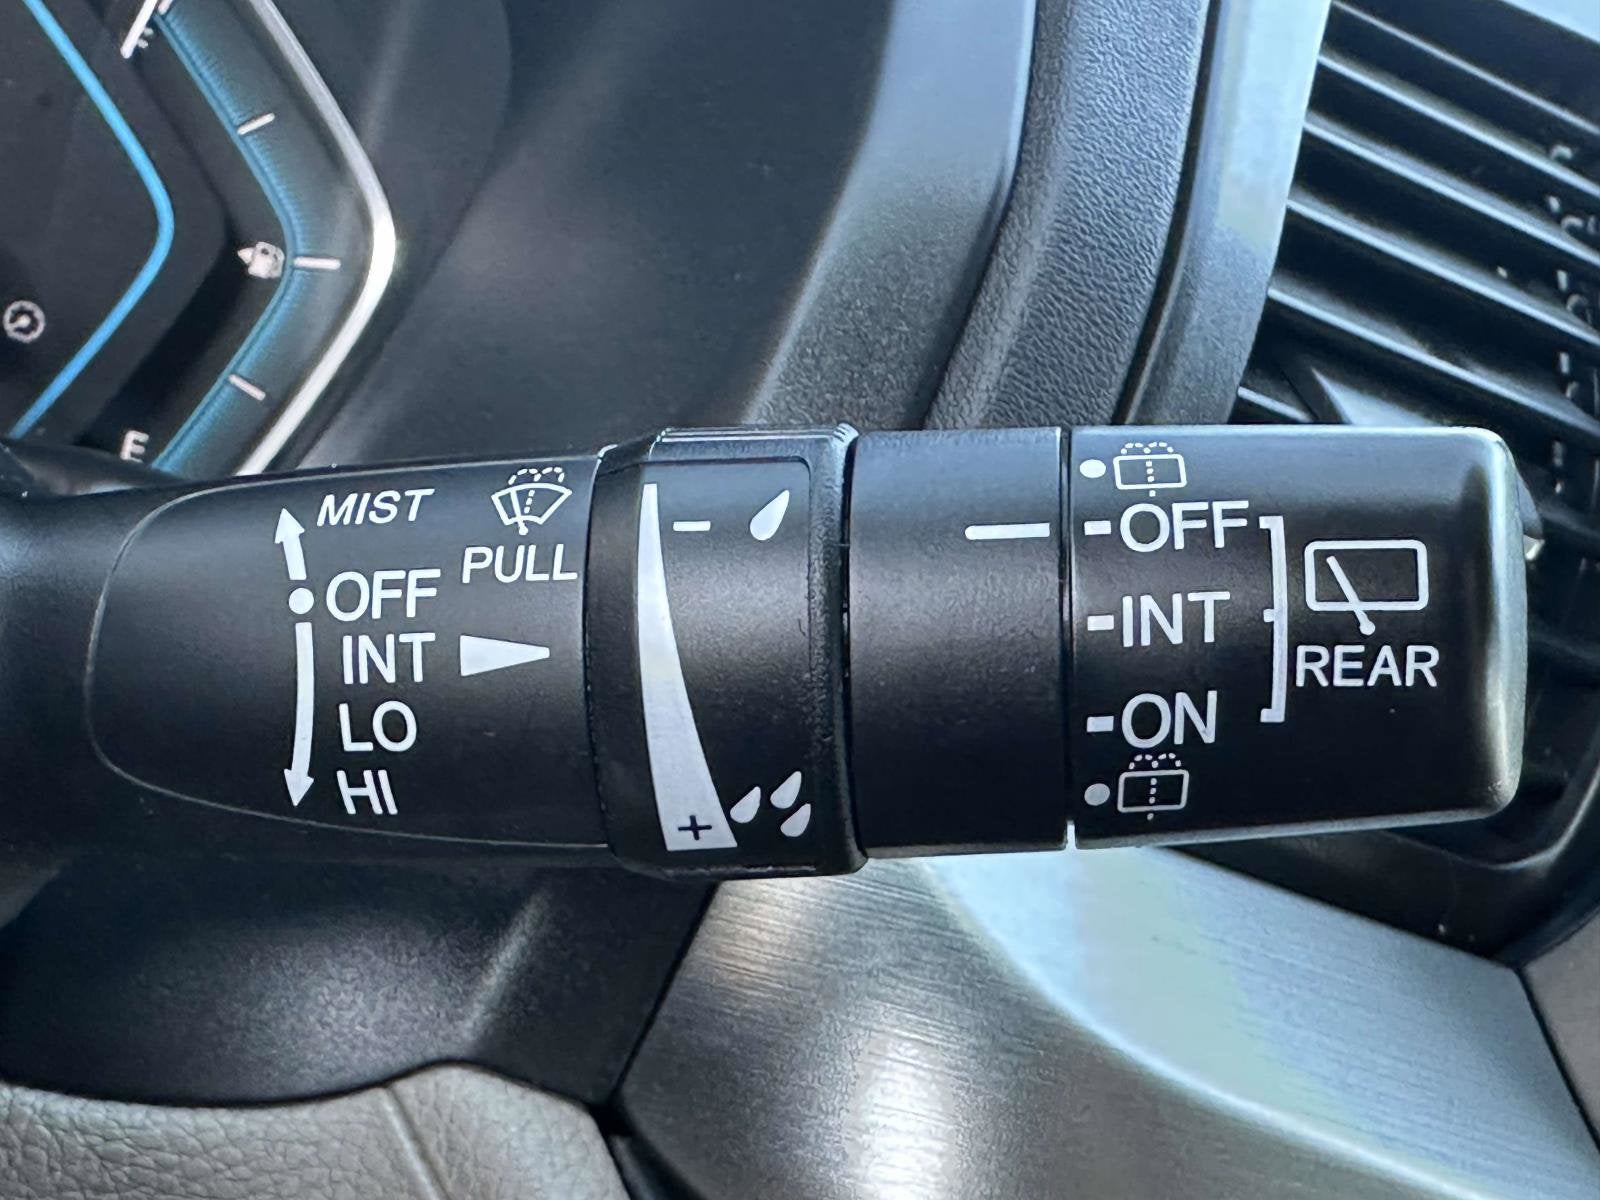 E
MIST
PULL
OFF
INT
LO
HI
-
+
OFF
INT
ON
REAR